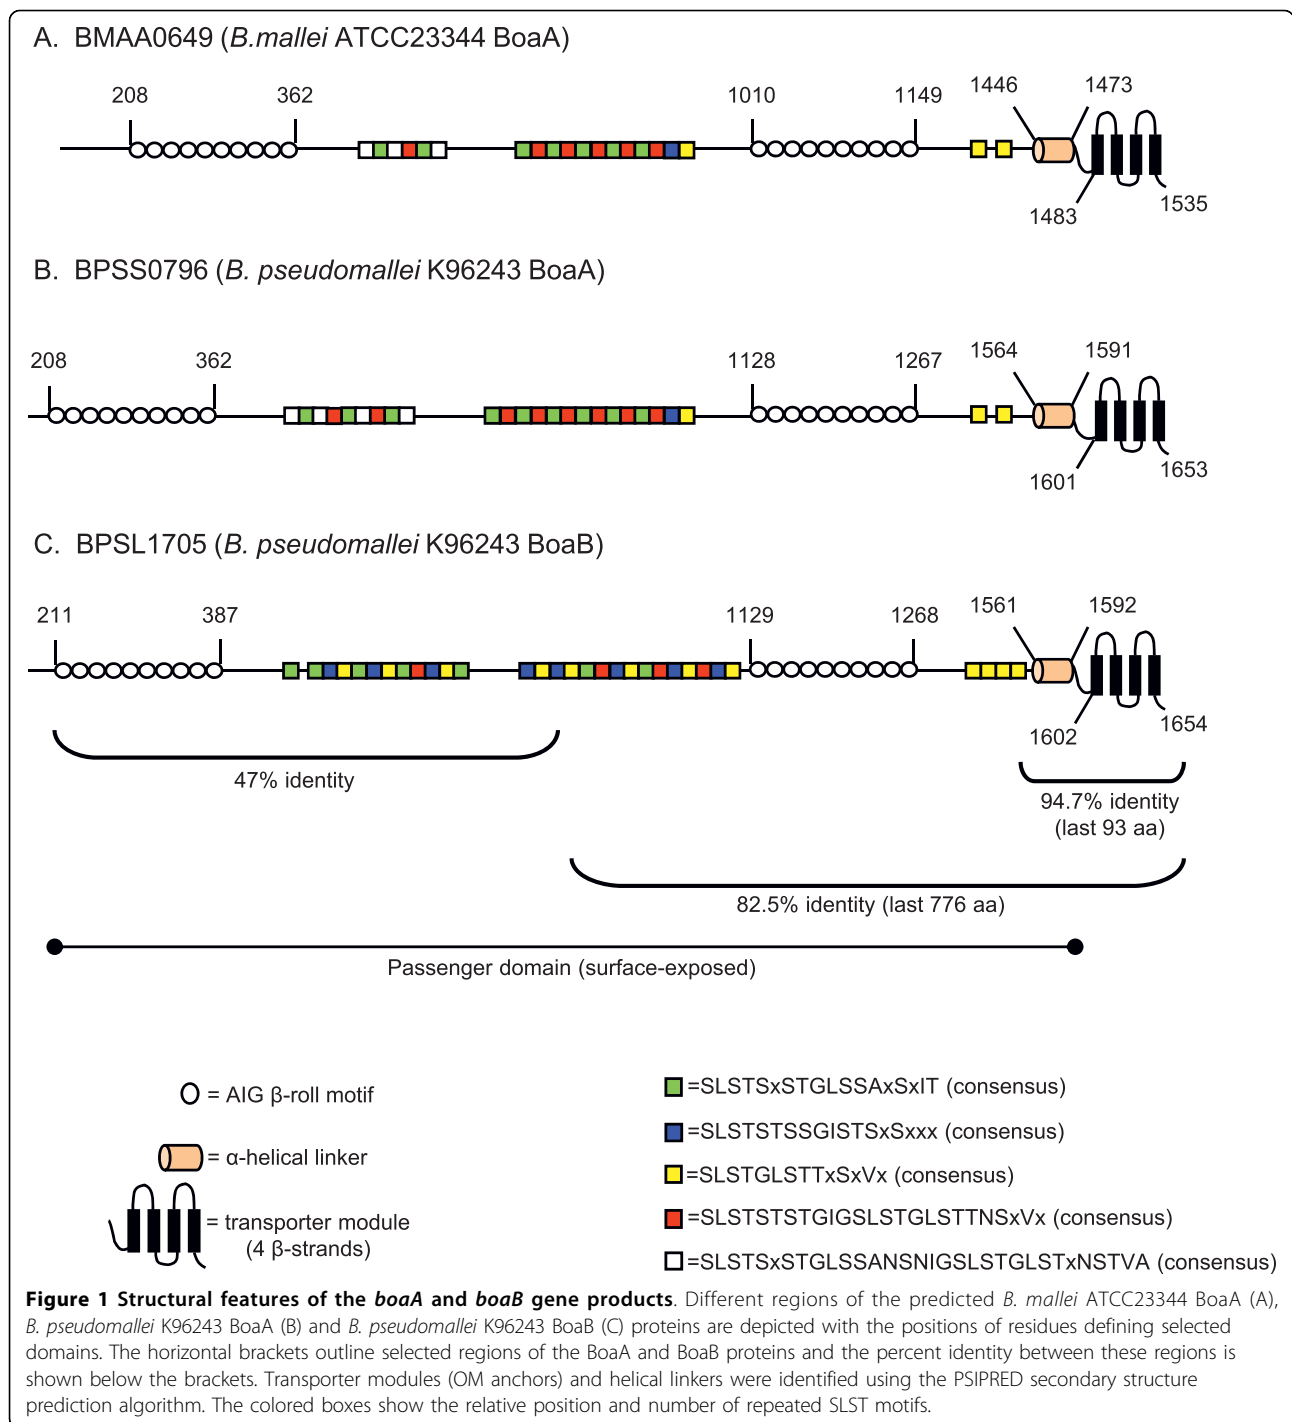 A. BMAA0649 (B.mallei ATCC23344 BoaA)
208 362 1010 1149 1446 1473
1483 1535
B. BPSS0796 (B. pseudomallei K96243 BoaA)
208 362 1128 1267 1564 1591
1601 1653
C. BPSL1705 (B. pseudomallei K96243 BoaB)
211 387 1129 1268 1561 1592
1602 1654
47% identity
94.7% identity
(last 93 aa)
82.5% identity (last 776 aa)
Passenger domain (surface-exposed)
= AIG β-roll motif
= α-helical linker
= transporter module
(4 β-strands)
=SLSTSxSTGLSSAxSxIT (consensus)
=SLSTSTSSGISTSxSxxx (consensus)
=SLSTGLSTTxSxVx (consensus)
=SLSTSTSTGIGSLSTGLSTTNSxVx (consensus)
=SLSTSxSTGLSSANSNIGSLSTGLSTxNSTVA (consensus)
Figure 1 Structural features of the boaA and boaB gene products. Different regions of the predicted B. mallei ATCC23344 BoaA (A),
B. pseudomallei K96243 BoaA (B) and B. pseudomallei K96243 BoaB (C) proteins are depicted with the positions of residues defining selected
domains. The horizontal brackets outline selected regions of the BoaA and BoaB proteins and the percent identity between these regions is
shown below the brackets. Transporter modules (OM anchors) and helical linkers were identified using the PSIPRED secondary structure
prediction algorithm. The colored boxes show the relative position and number of repeated SLST motifs.